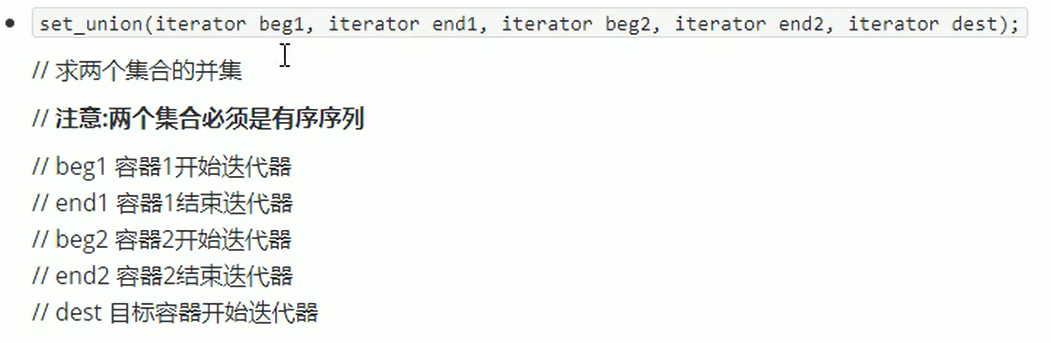 set_union(iterator beg1, iterator end1, iterator beg2, iterator end2, iterator dest);
// 求两个集合的并集
// 注意:两个集合必须是有序序列
// beg1 容器1开始迭代器
// end1 容器1结束迭代器
// beg2 容器2开始迭代器
// end2 容器2结束迭代器
// dest 目标容器开始迭代器